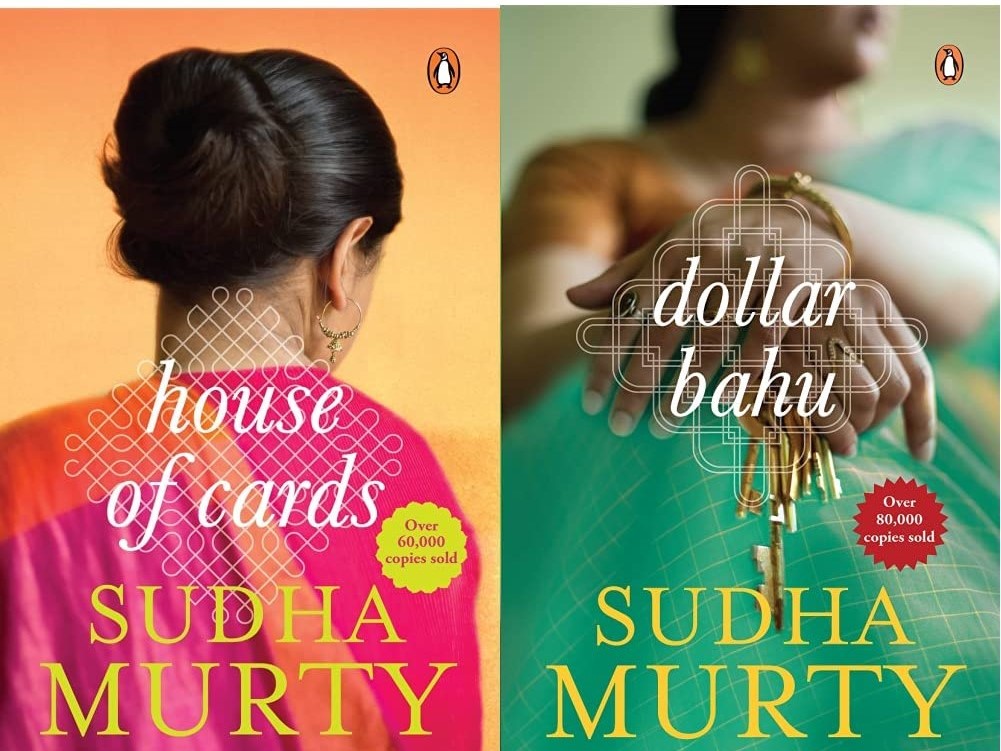 house
of cards
Over
60,000
copies sold
SUDHA
MURTY
dollar
bahu
Over
80,000
copies sold
SUDHA
MURTY